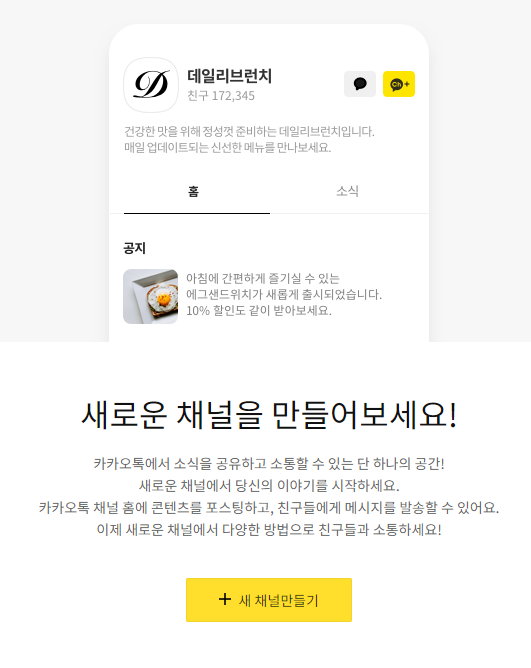 D
데일리브런치
친구 172,345
Ch+
건강한 맛을 위해 정성껏 준비하는 데일리브런치입니다.
매일 업데이트되는 신선한 메뉴를 만나보세요.
홈 소식
공지
아침에 간편하게 즐기실 수 있는
에그샌드위치가 새롭게 출시되었습니다.
10% 할인도 같이 받아보세요.
새로운 채널을 만들어보세요!
카카오톡에서 소식을 공유하고 소통할 수 있는 단 하나의 공간!
새로운 채널에서 당신의 이야기를 시작하세요.
카카오톡 채널 홈에 콘텐츠를 포스팅하고, 친구들에게 메시지를 발송할 수 있어요.
이제 새로운 채널에서 다양한 방법으로 친구들과 소통하세요!
+ 새 채널만들기